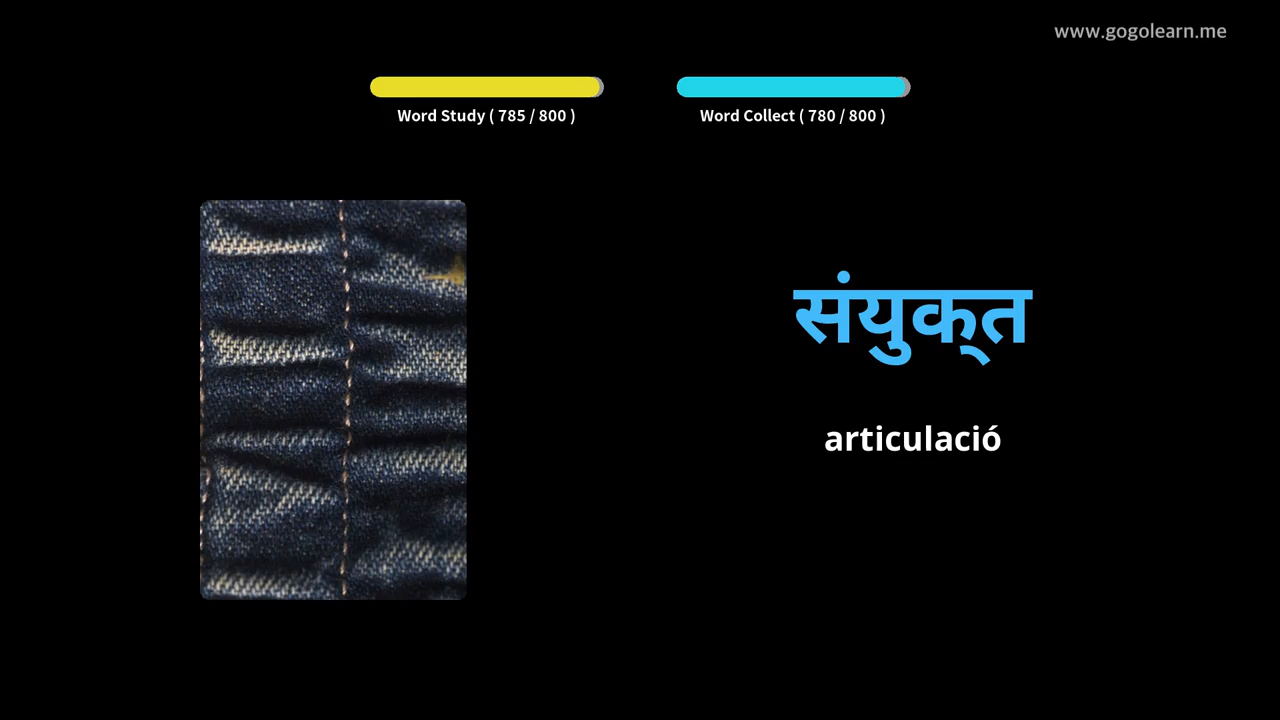 www.gogolearn.me
Word Study ( 785 / 800 )
Word Collect ( 780 / 800 )
संयुक्त
articulació